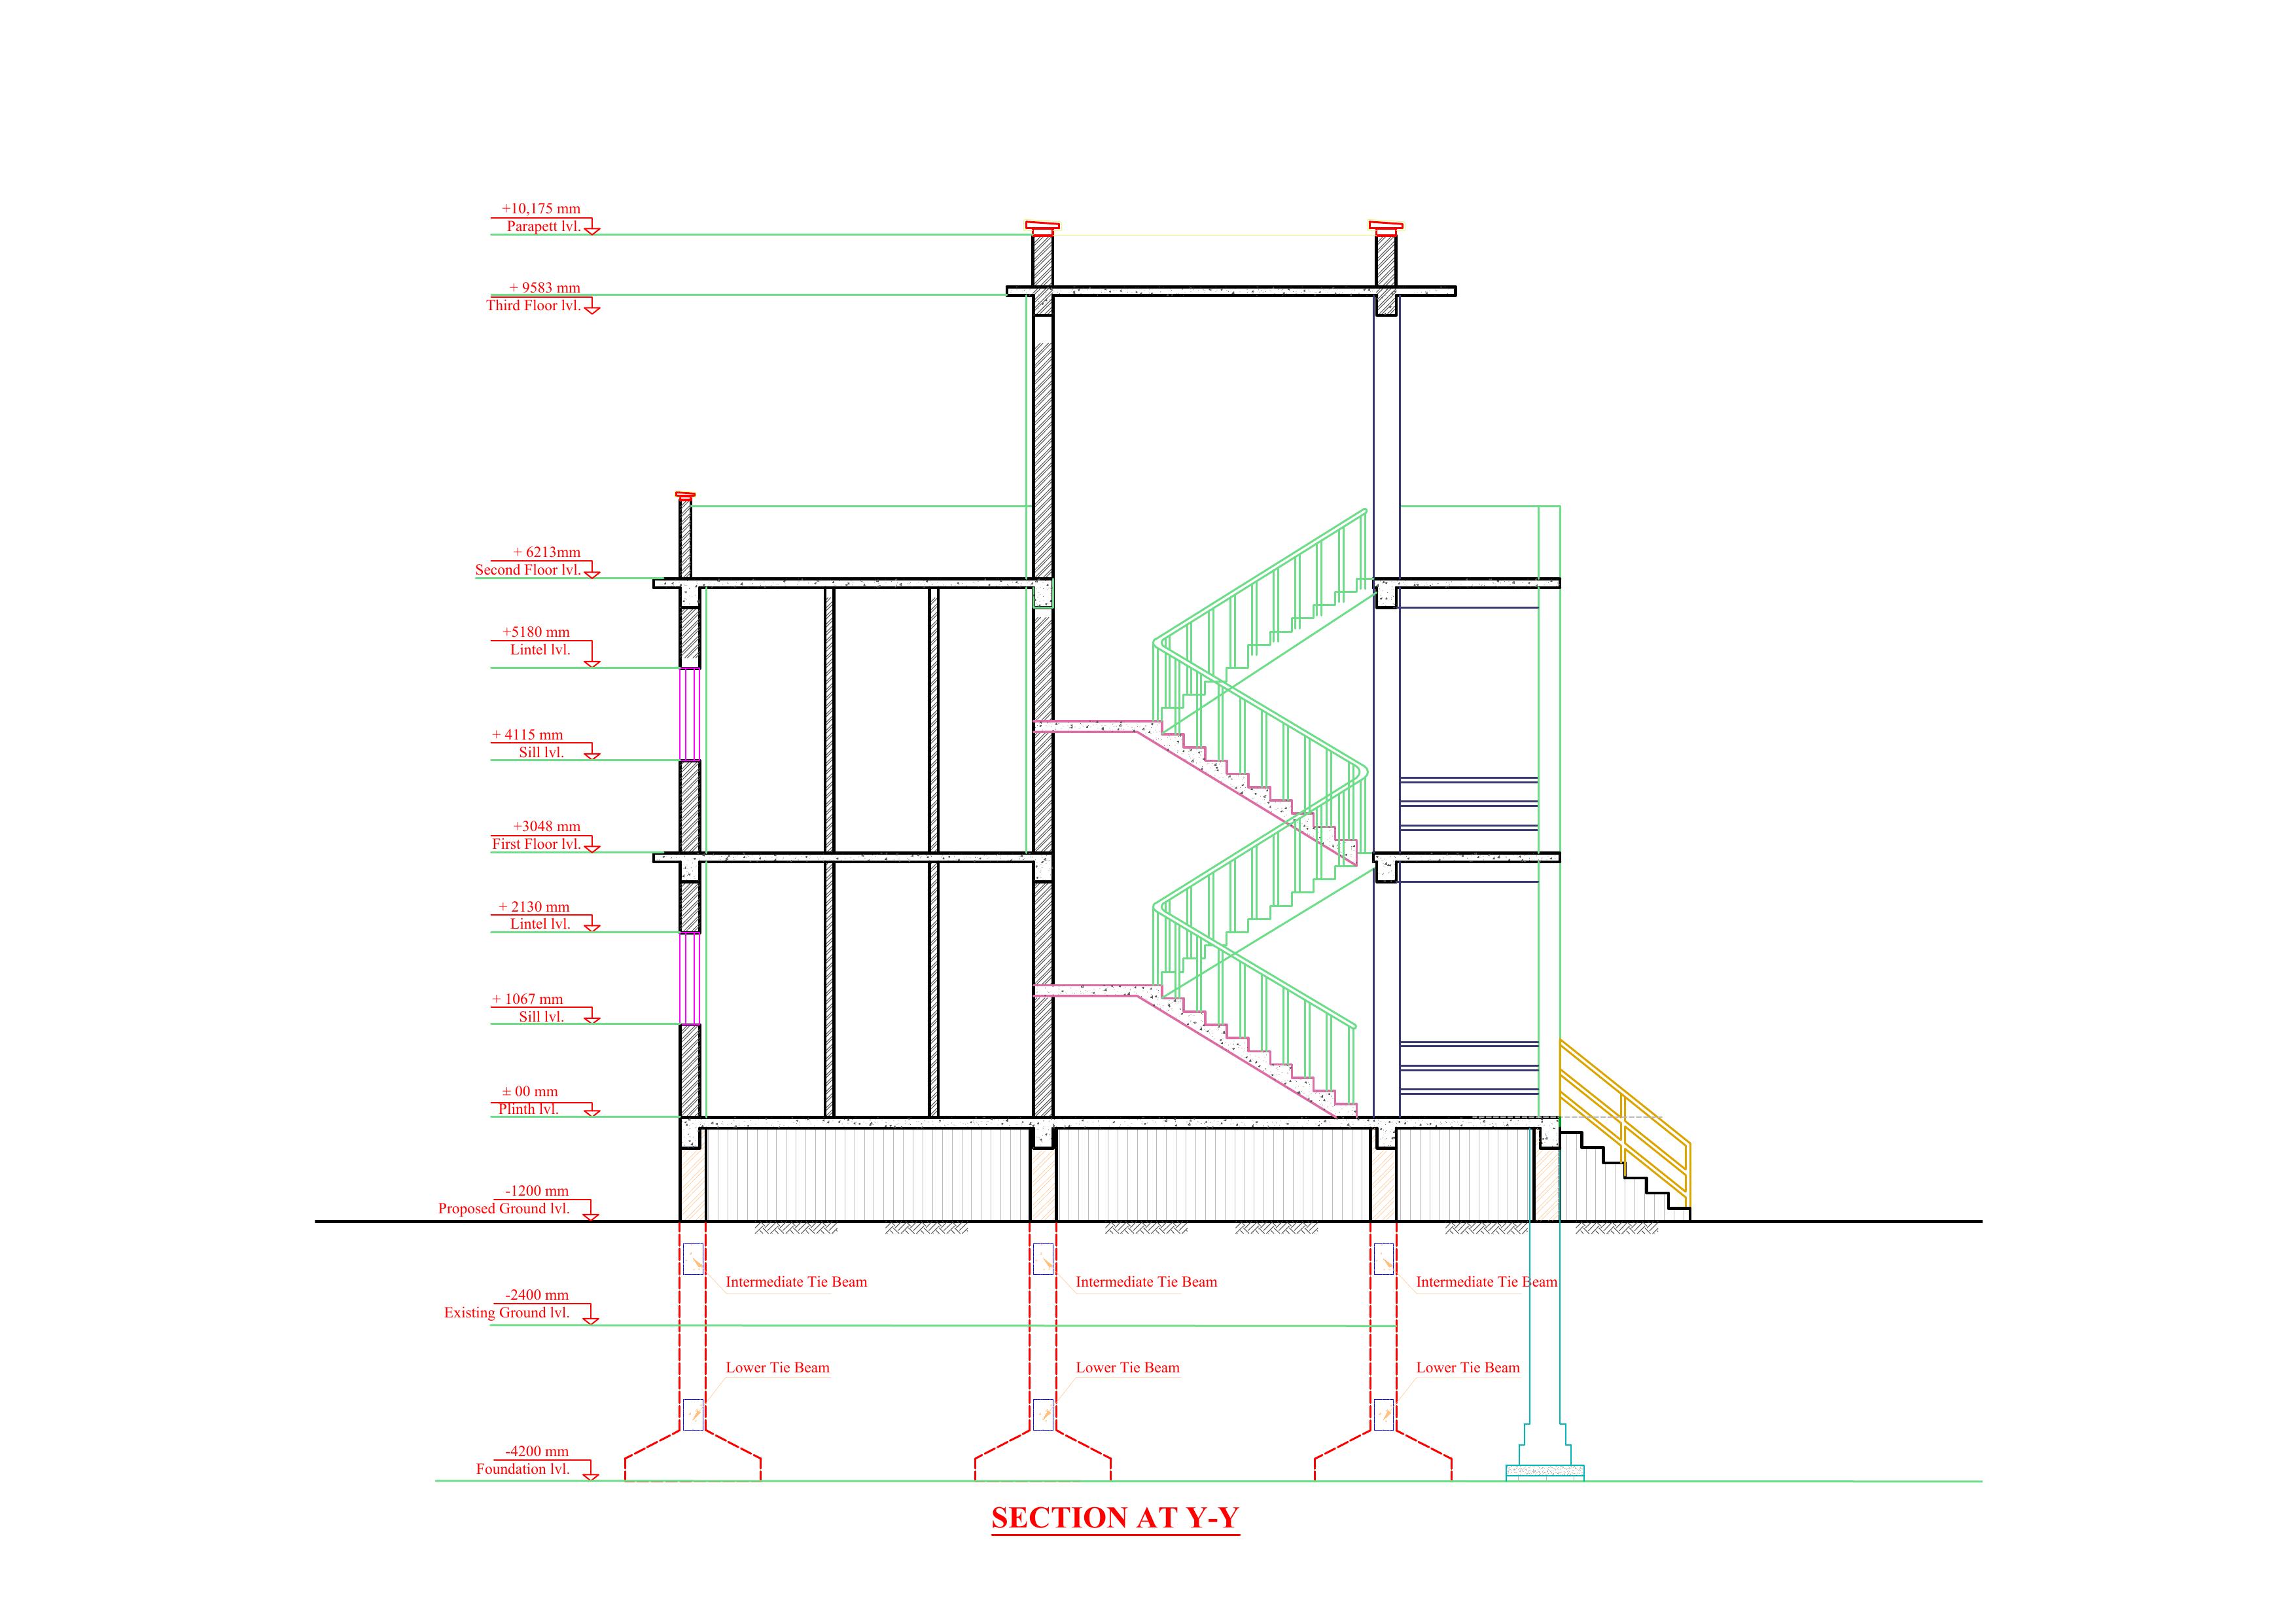 +10,175 mm
Parapett lvl.
+ 9583 mm
Third Floor lvl.
+ 6213mm
Second Floor lvl.
+5180 mm
Lintel lvl.
+ 4115 mm
Sill lvl.
+3048 mm
First Floor lvl.
+ 2130 mm
Lintel lvl.
+ 1067 mm
Sill lvl.
± 00 mm
Plinth lvl.
-1200 mm
Proposed Ground lvl.
Intermediate Tie Beam
Intermediate Tie Beam
Intermediate Tie Beam
-2400 mm
Existing Ground lvl.
Lower Tie Beam
Lower Tie Beam
Lower Tie Beam
-4200 mm
Foundation lvl.
SECTION AT Y-Y